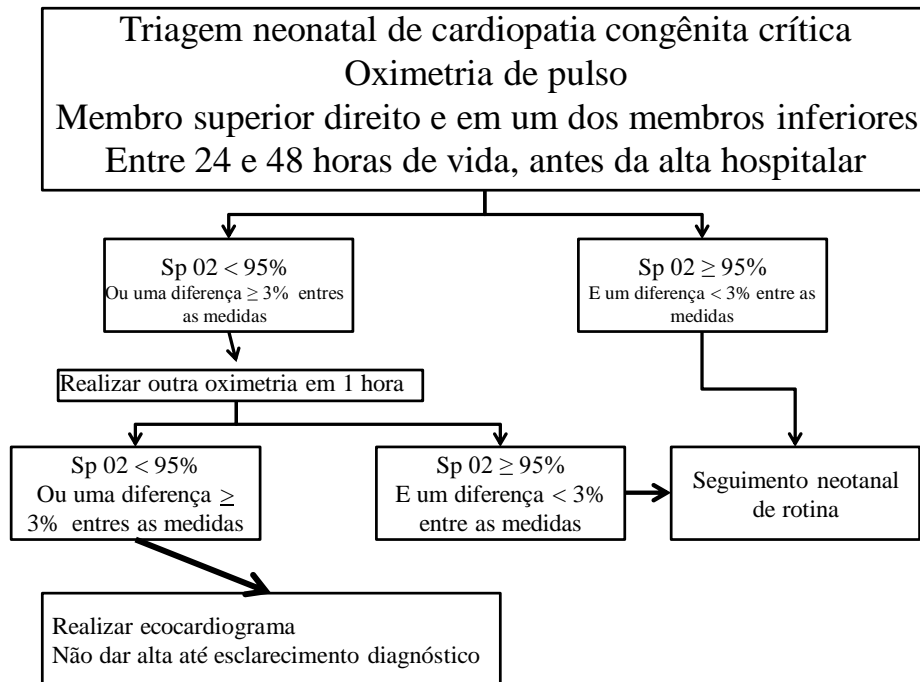 Triagem neonatal de cardiopatia congênita crítica
Oximetria de pulso
Membro superior direito e em um dos membros inferiores
Entre 24 e 48 horas de vida, antes da alta hospitalar
Sp 02 < 95%
Ou uma diferença ≥ 3% entres
as medidas
Sp 02 ≥ 95%
E um diferença < 3% entre as
medidas
Realizar outra oximetria em 1 hora
Sp 02 < 95%
Ou uma diferença ≥
3% entres as medidas
Sp 02 ≥ 95%
E um diferença < 3%
entre as medidas
Seguimento neotanal
de rotina
Realizar ecocardiograma
Não dar alta até esclarecimento diagnóstico